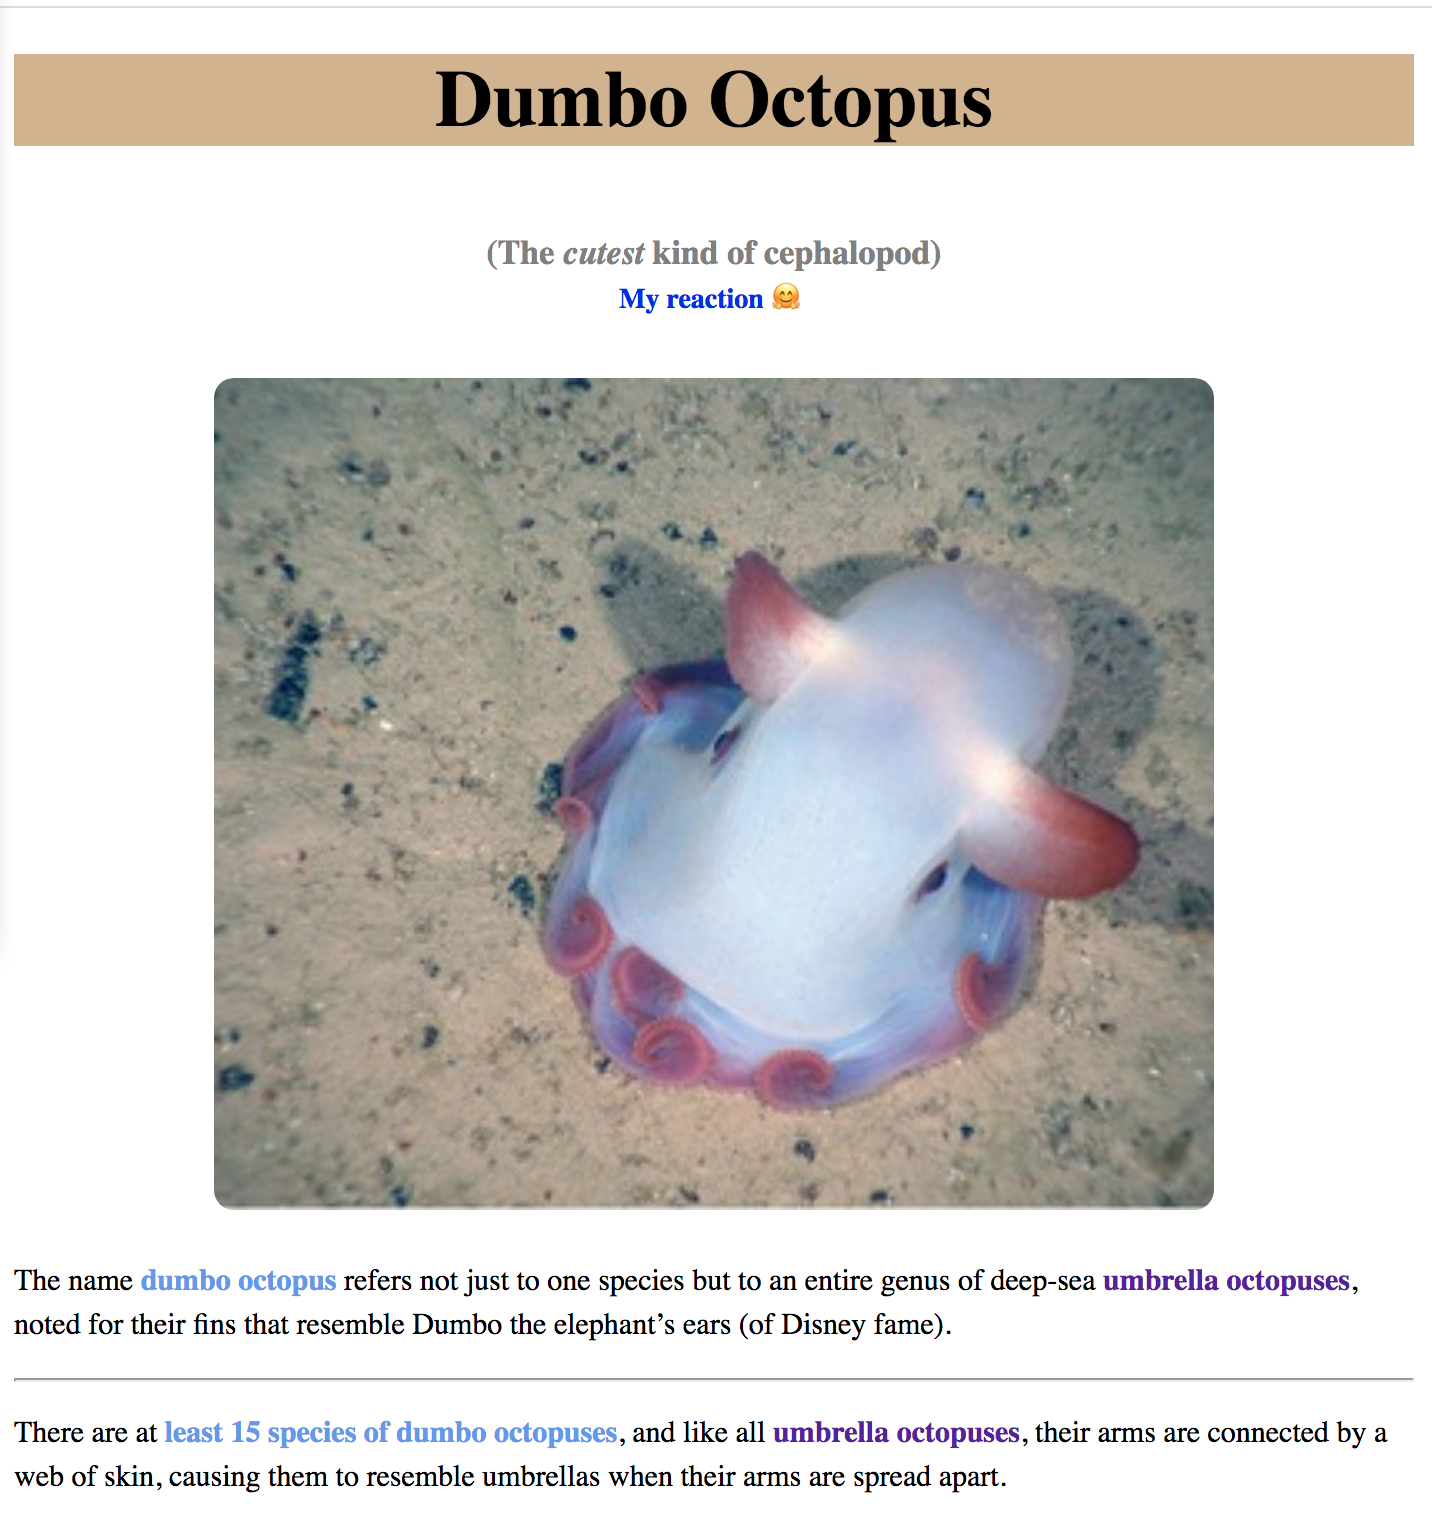 Dumbo Octopus
(The cutest kind of cephalopod)
My reaction 🤗
The name dumbo octopus refers not just to one species but to an entire genus of deep-sea umbrella octopuses,
noted for their fins that resemble Dumbo the elephant’s ears (of Disney fame).
There are at least 15 species of dumbo octopuses, and like all umbrella octopuses, their arms are connected by a
web of skin, causing them to resemble umbrellas when their arms are spread apart.